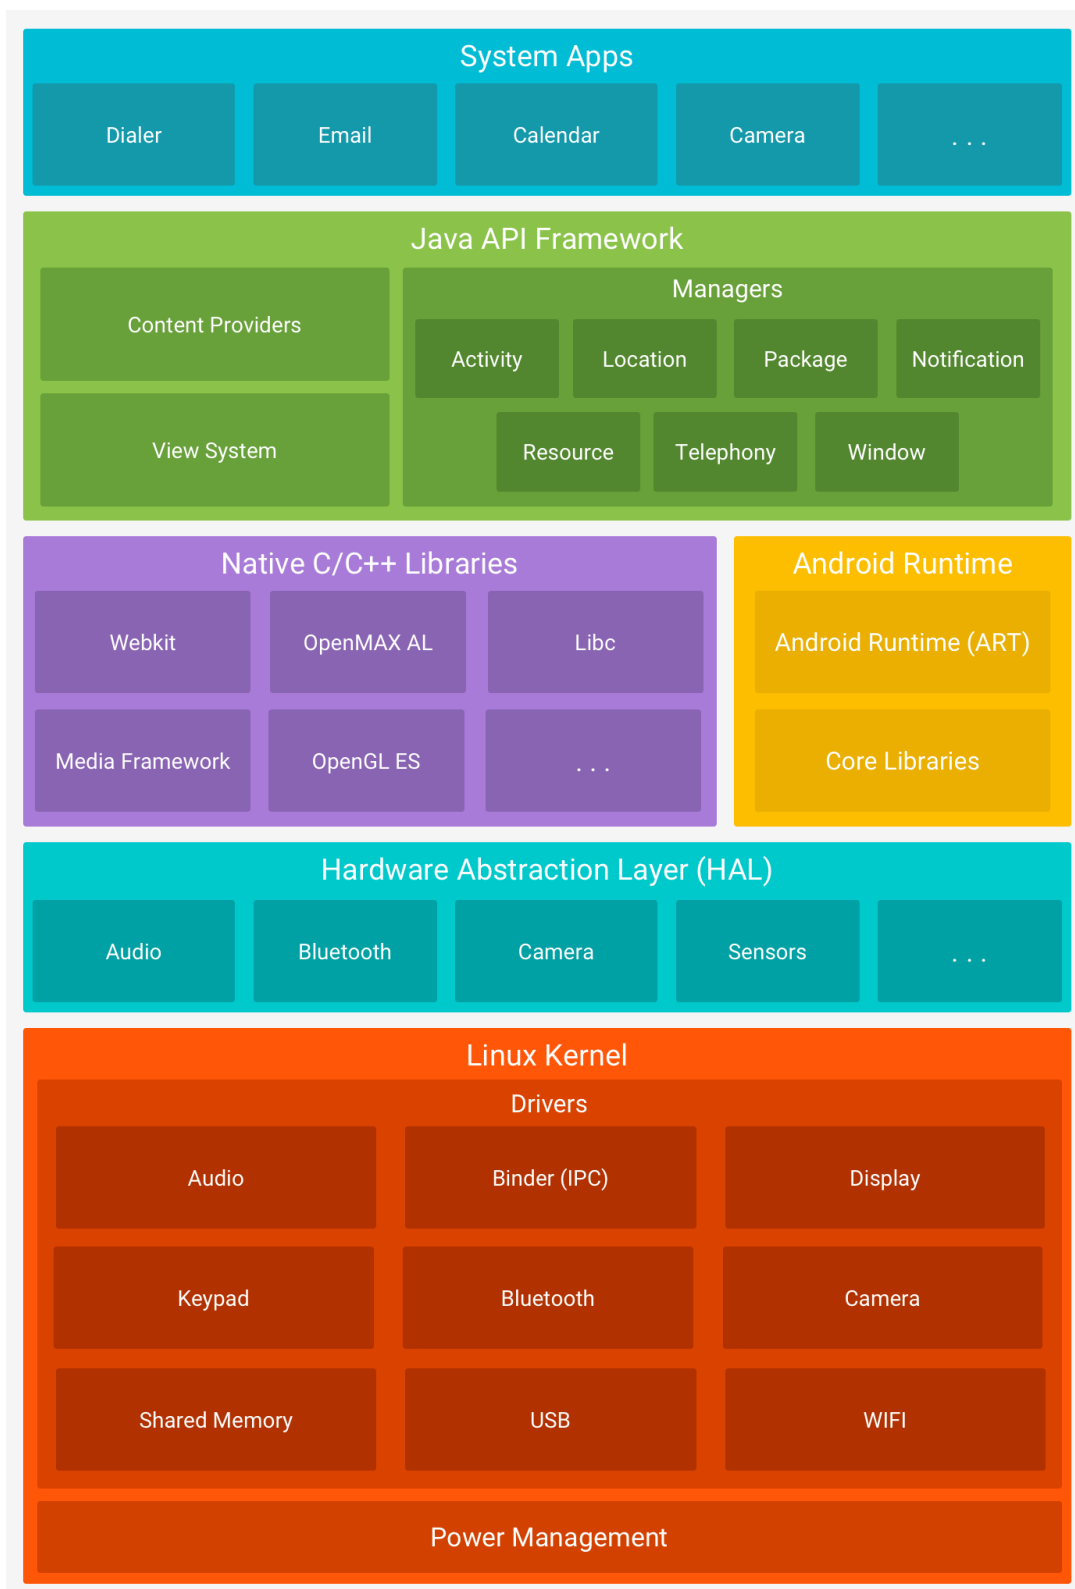 System Apps
Dialer
Email
Calendar
Camera
. . .
Java API Framework
Content Providers
View System
Managers
Activity
Location
Package
Notification
Resource
Telephony
Window
Native C/C++ Libraries
Webkit
OpenMAX AL
Libc
Media Framework
OpenGL ES
. . .
Android Runtime
Android Runtime (ART)
Core Libraries
Hardware Abstraction Layer (HAL)
Audio
Bluetooth
Camera
Sensors
. . .
Linux Kernel
Drivers
Audio
Binder (IPC)
Display
Keypad
Bluetooth
Camera
Shared Memory
USB
WIFI
Power Management